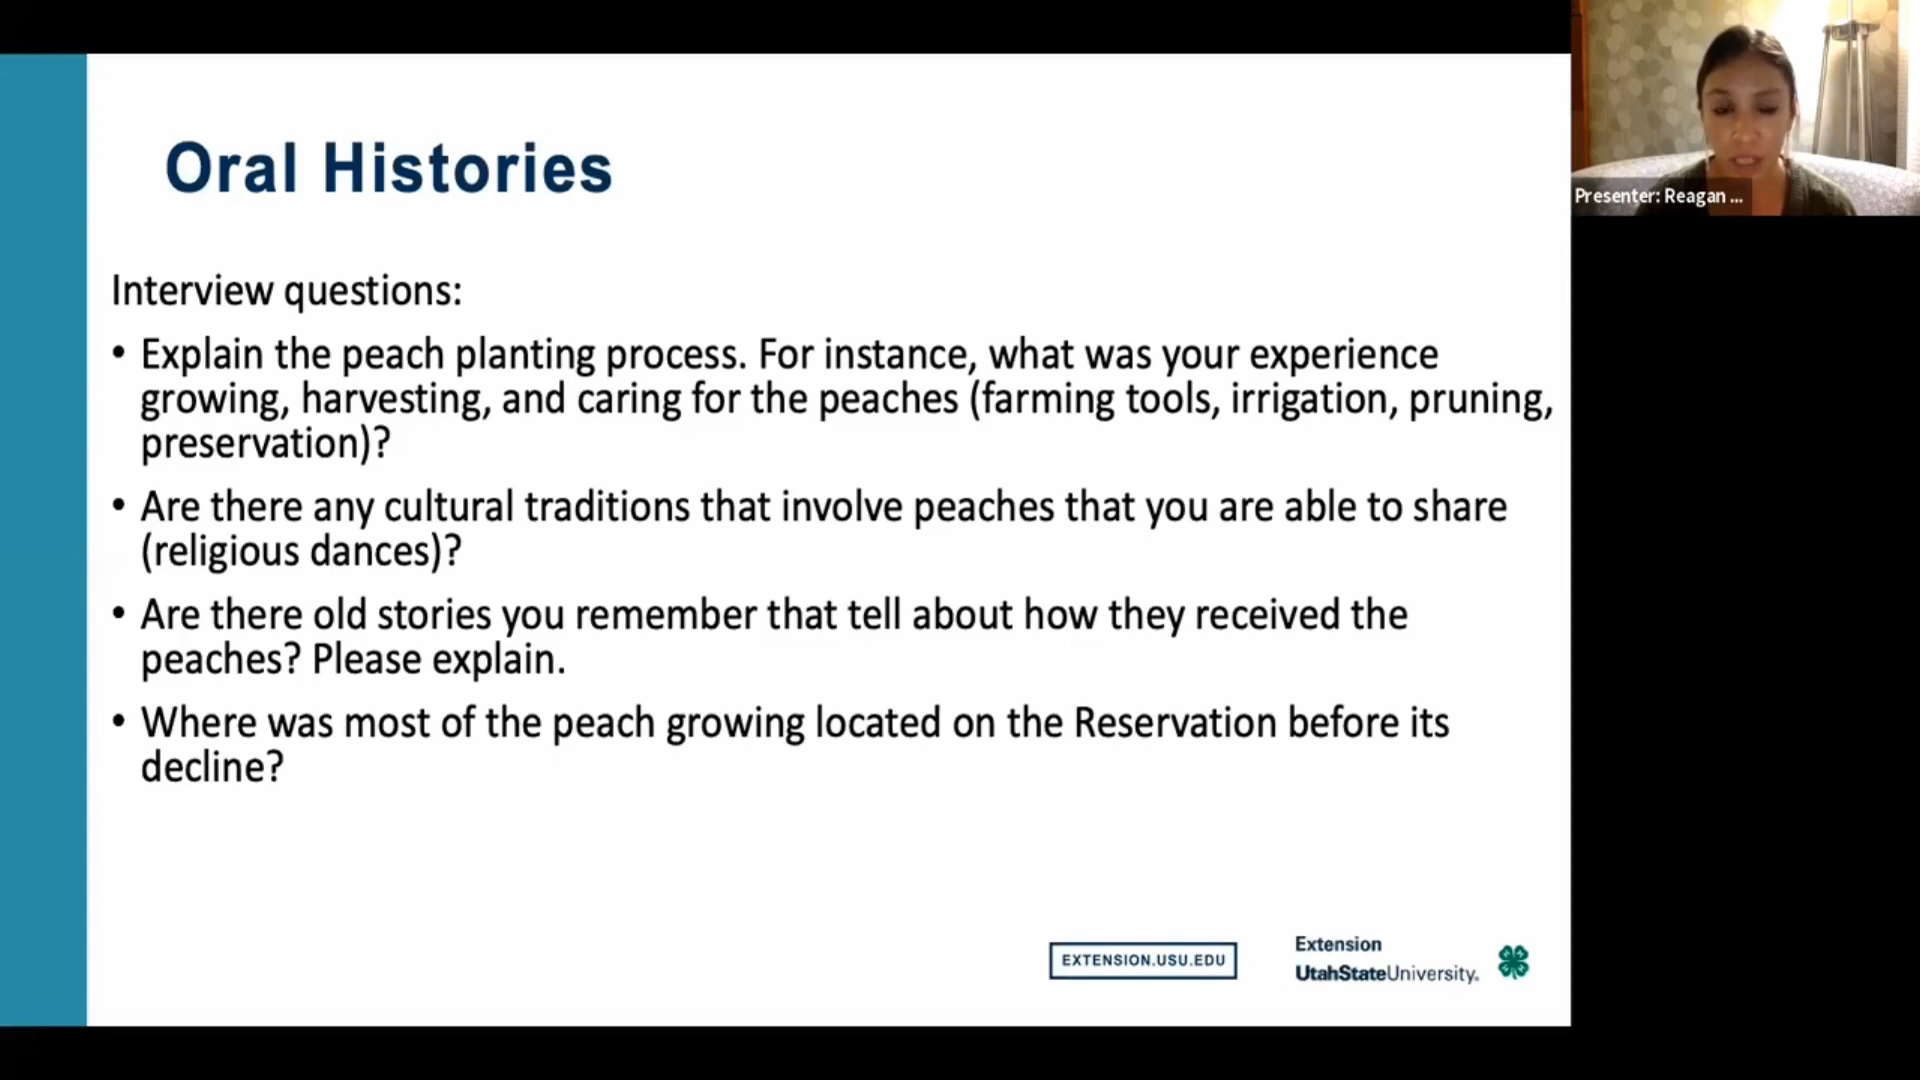 Oral Histories
Presenter: Reagan ...
Interview questions:
• Explain the peach planting process. For instance, what was your experience
growing, harvesting, and caring for the peaches (farming tools, irrigation, pruning,
preservation)?
• Are there any cultural traditions that involve peaches that you are able to share
(religious dances)?
• Are there old stories you remember that tell about how they received the
peaches? Please explain.
• Where was most of the peach growing located on the Reservation before its
decline?
EXTENSION.USU.EDU
Extension
UtahStateUniversity.